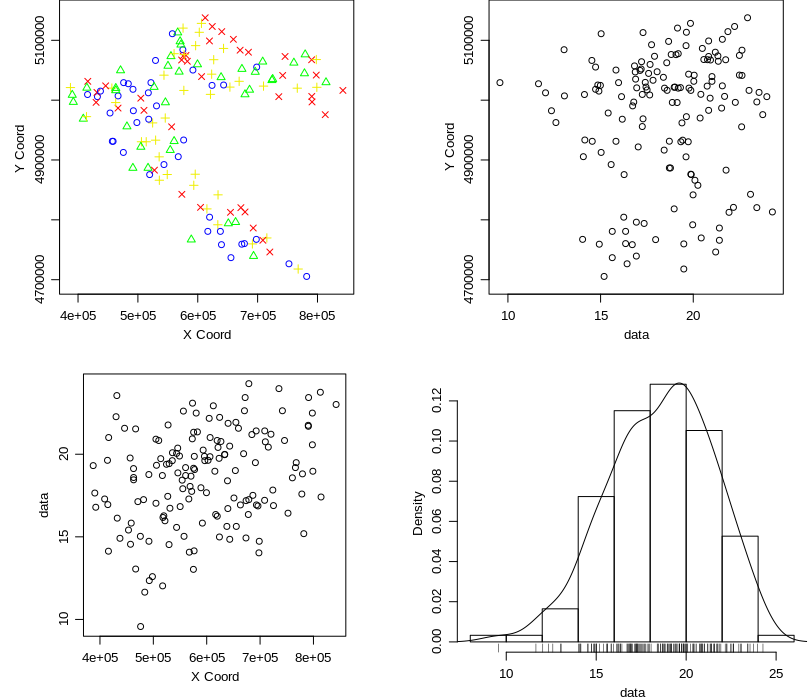 5100000
4900000
4700000
Y Coord
4e+05 5e+05 6e+05 7e+05 8e+05
X Coord
5100000
4900000
4700000
Y Coord
10 15 20
data
20
15
10
data
4e+05 5e+05 6e+05 7e+05 8e+05
X Coord
0.12
0.10
0.08
0.06
0.04
0.02
0.00
Density
10 15 20 25
data